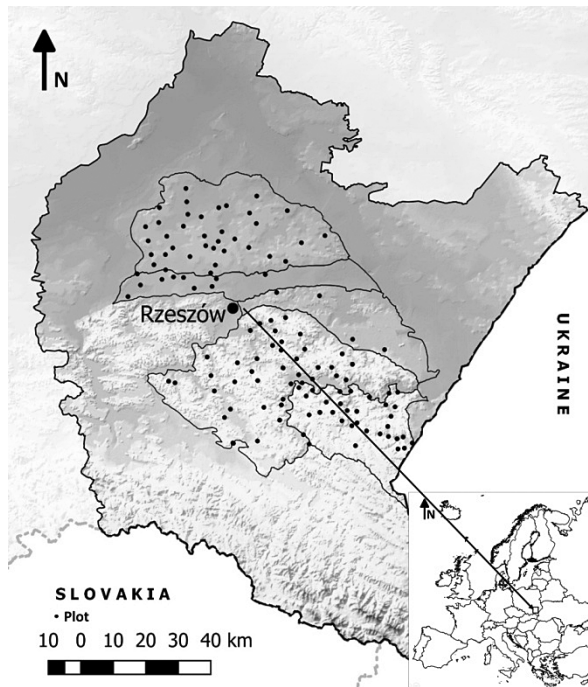 N
Rzeszów
UKRAINE
N
SLOVAKIA
• Plot
10 0 10 20 30 40 km